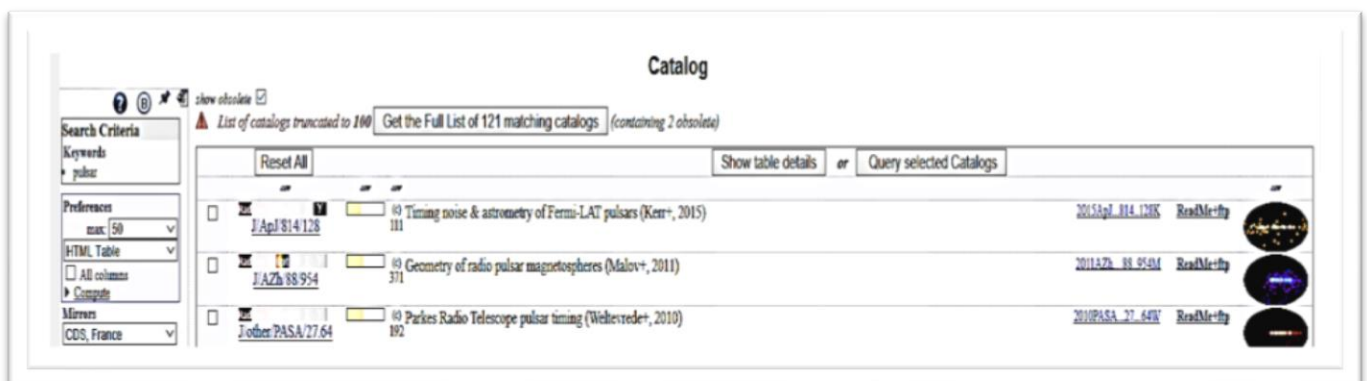 Catalog
show obsolete
List of catalogs truncated to 100 Get the Full List of 121 matching catalogs (containing 2 obsolete)
Search Criteria
Keywords
pulsar
Preferences
max: 50
HTML Table
All columns
Compute
Mirrors
CDS, France
Reset All Show table details or Query selected Catalogs
J/ApJ/814/128 (c) Timing noise & astrometry of Fermi-LAT pulsars (Kerr+, 2015) 2015ApJ...814..128K ReadMe+ftp
111
J/AZh/88/954 (c) Geometry of radio pulsar magnetospheres (Malov+, 2011) 2011AZh....88..954M ReadMe+ftp
371
J/other/PASA/27.64 (c) Parkes Radio Telescope pulsar timing (Weltevrede+, 2010) 2010PASA...27...64W ReadMe+ftp
192